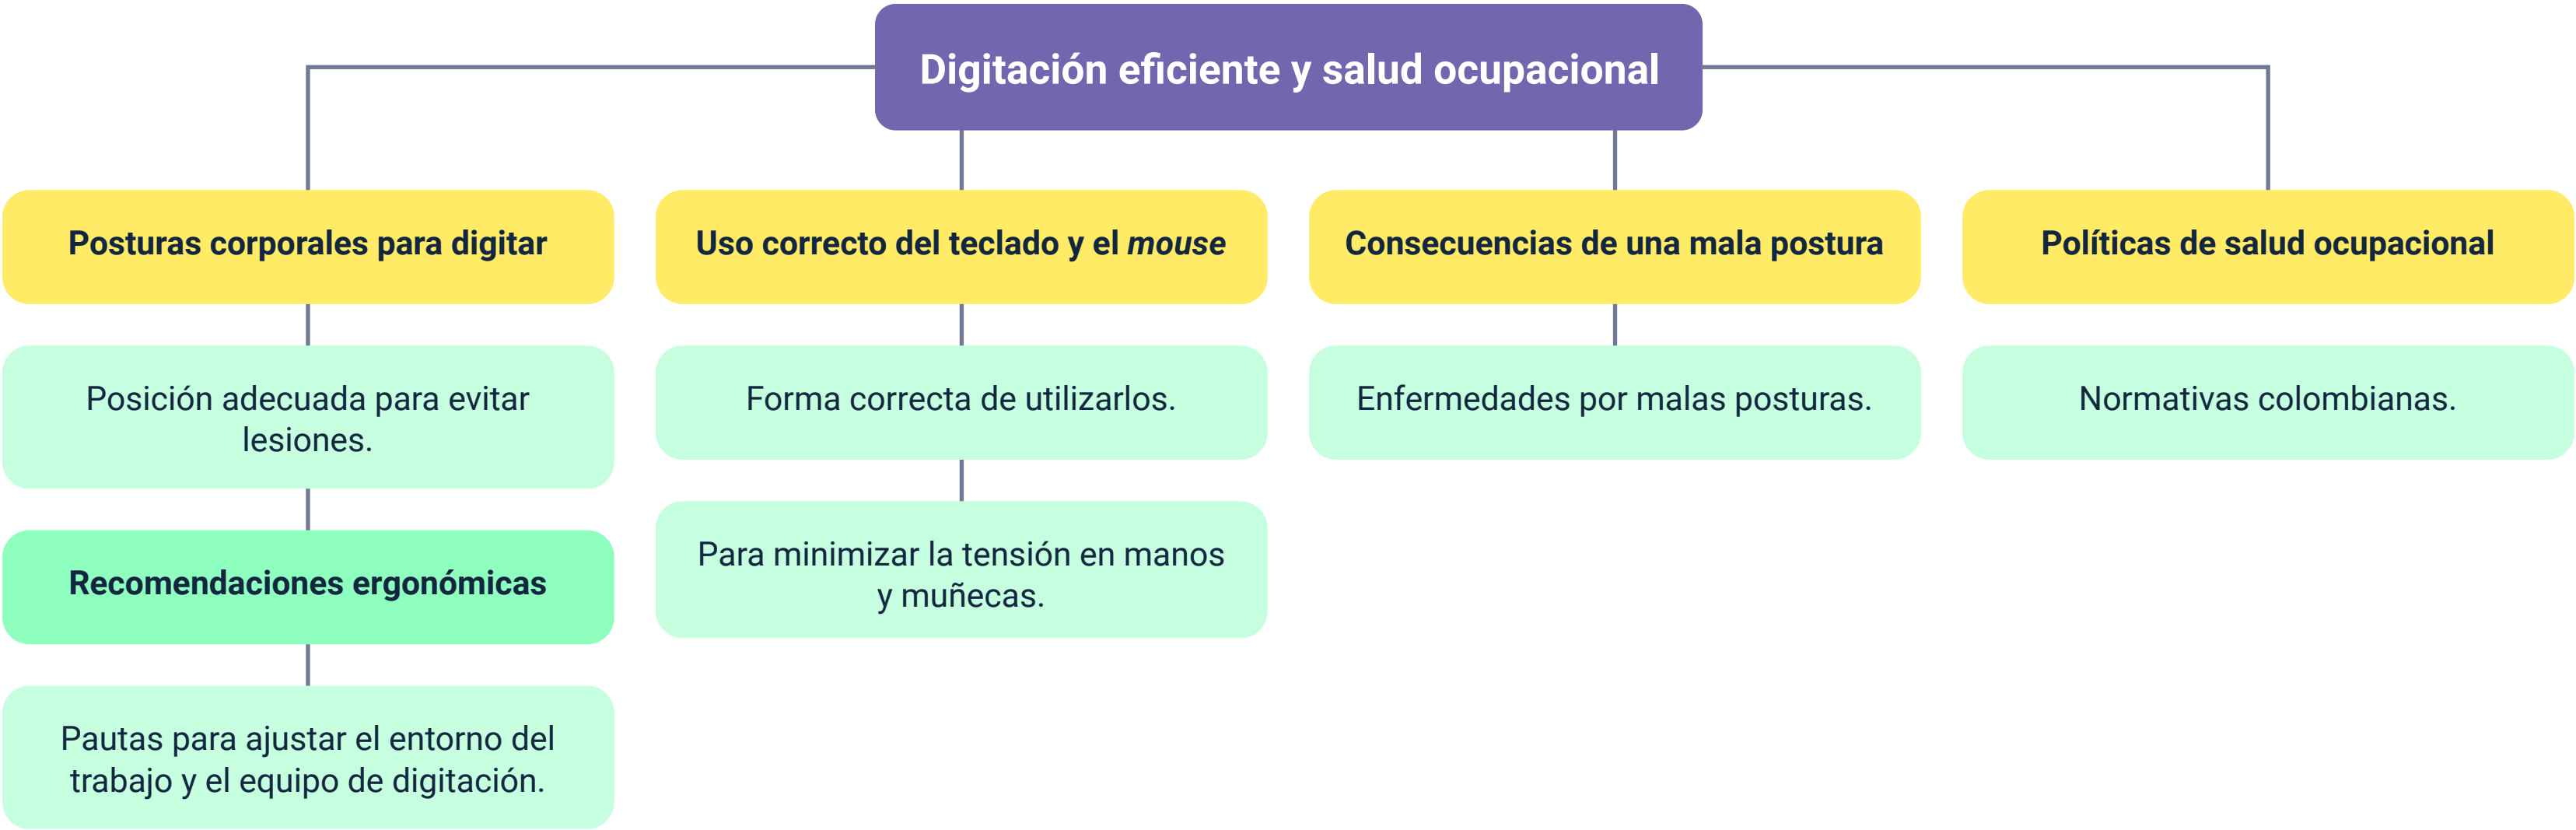 Digitación eficiente y salud ocupacional
Posturas corporales para digitar
Posición adecuada para evitar
lesiones.
Recomendaciones ergonómicas
Pautas para ajustar el entorno del
trabajo y el equipo de digitación.
Uso correcto del teclado y el mouse
Forma correcta de utilizarlos.
Para minimizar la tensión en manos
y muñecas.
Consecuencias de una mala postura
Enfermedades por malas posturas.
Políticas de salud ocupacional
Normativas colombianas.